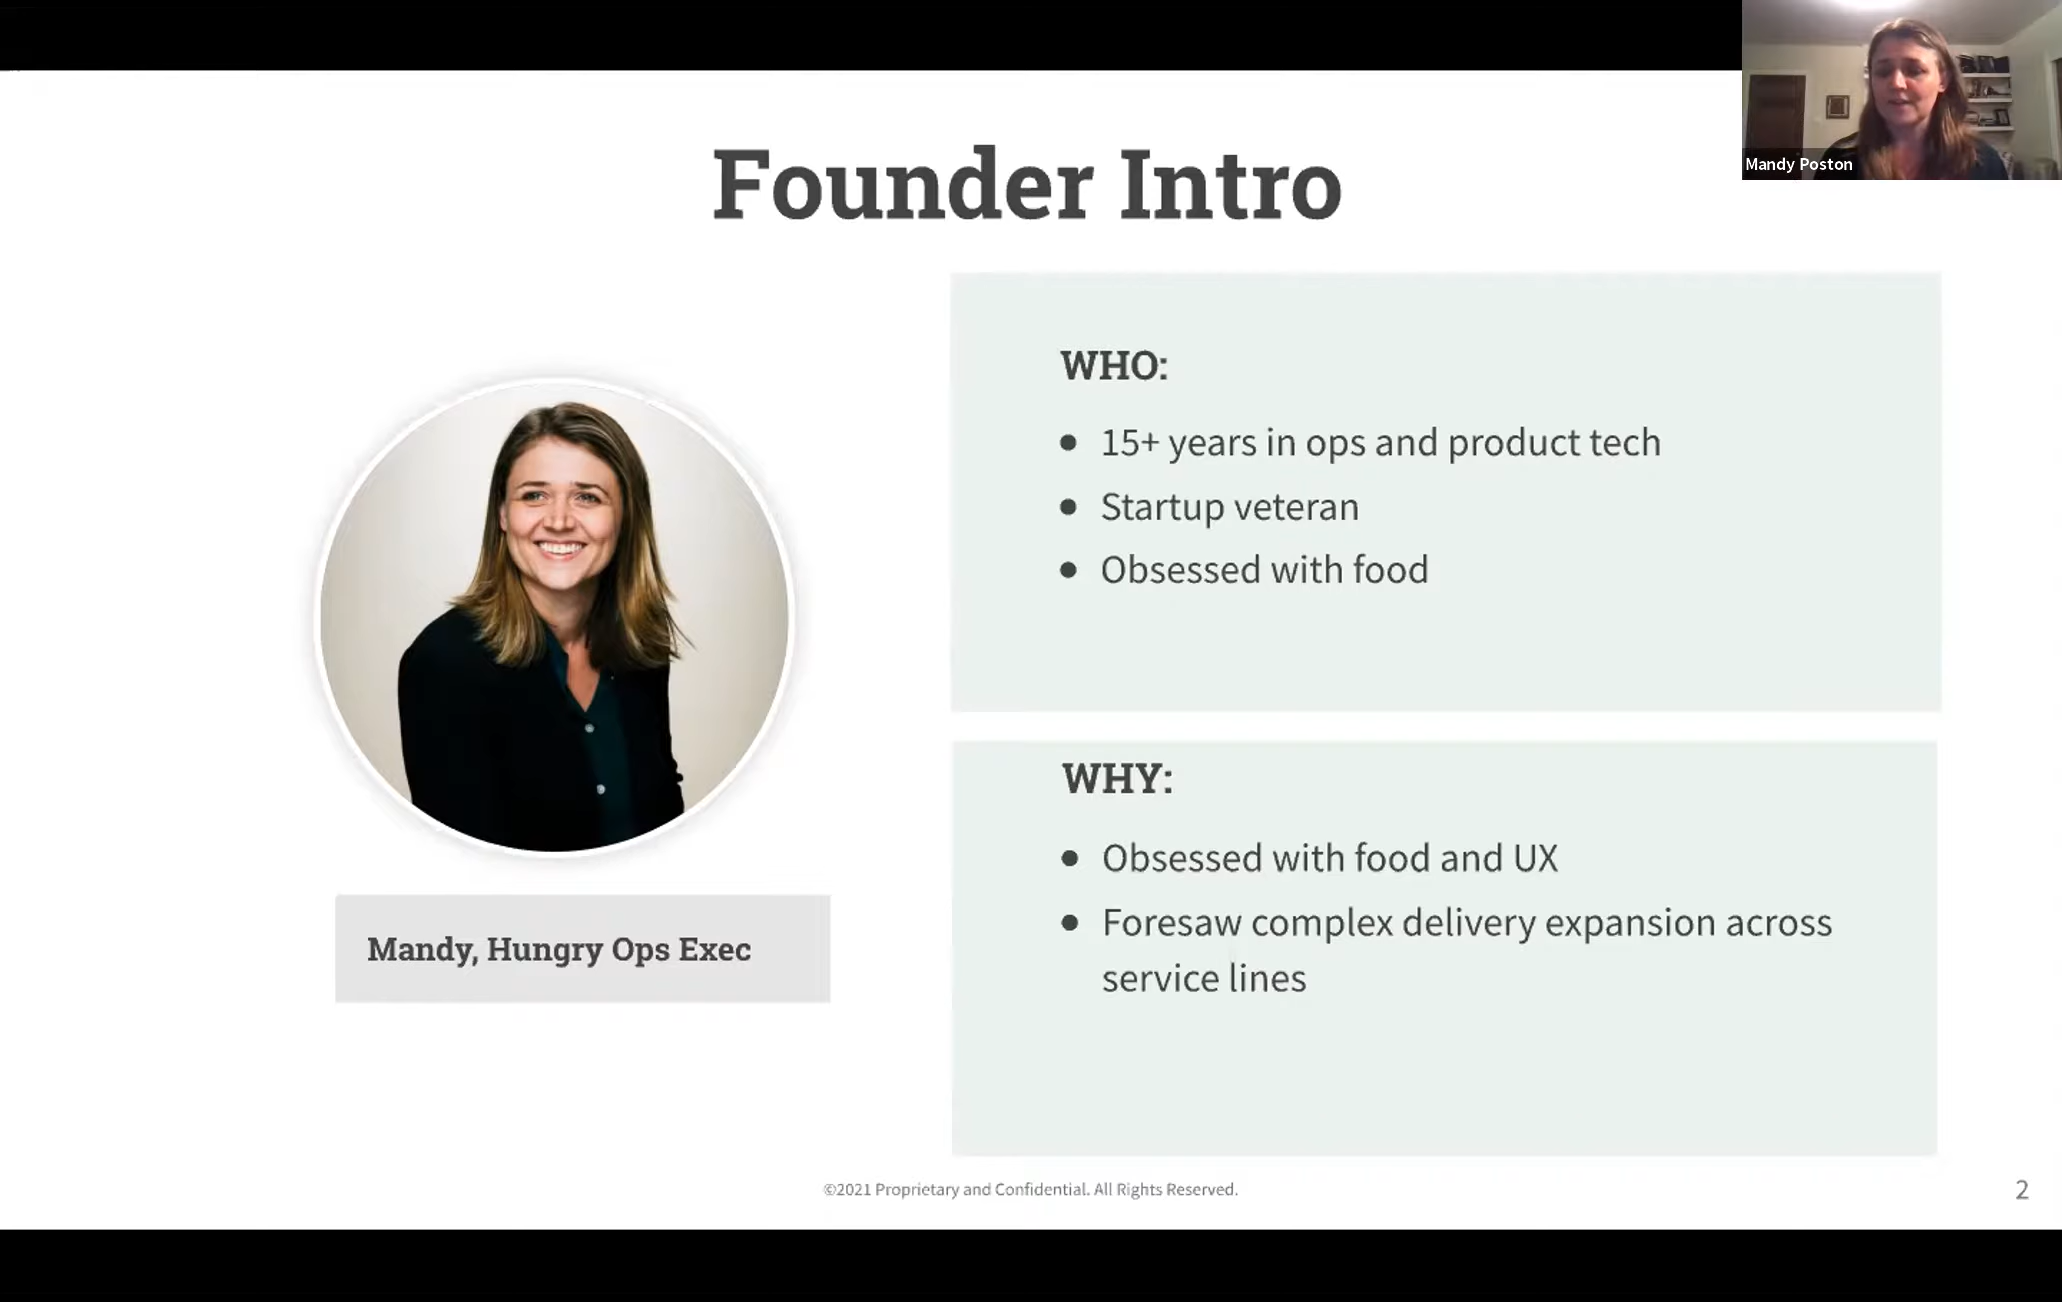 Mandy Poston
Founder Intro
WHO:
● 15+ years in ops and product tech
● Startup veteran
● Obsessed with food
Mandy, Hungry Ops Exec
WHY:
● Obsessed with food and UX
● Foresaw complex delivery expansion across
service lines
©2021 Proprietary and Confidential. All Rights Reserved.
2